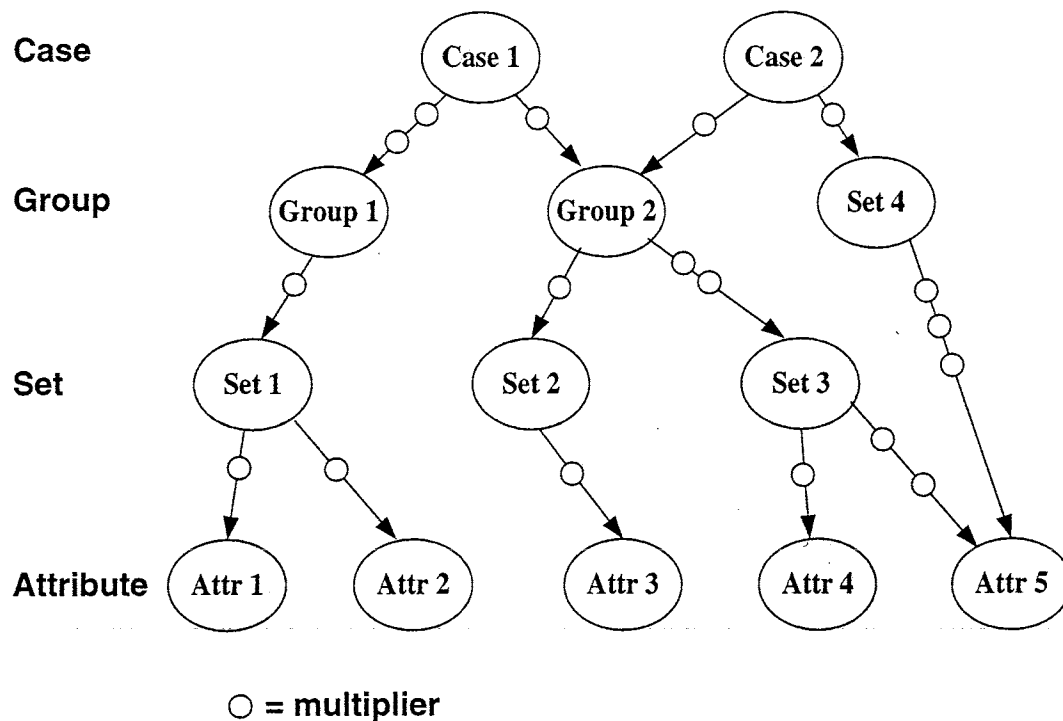 Case
Case 1
Case 2
Group
Group 1
Group 2
Set 4
Set
Set 1
Set 2
Set 3
Attribute
Attr 1
Attr 2
Attr 3
Attr 4
Attr 5
= multiplier